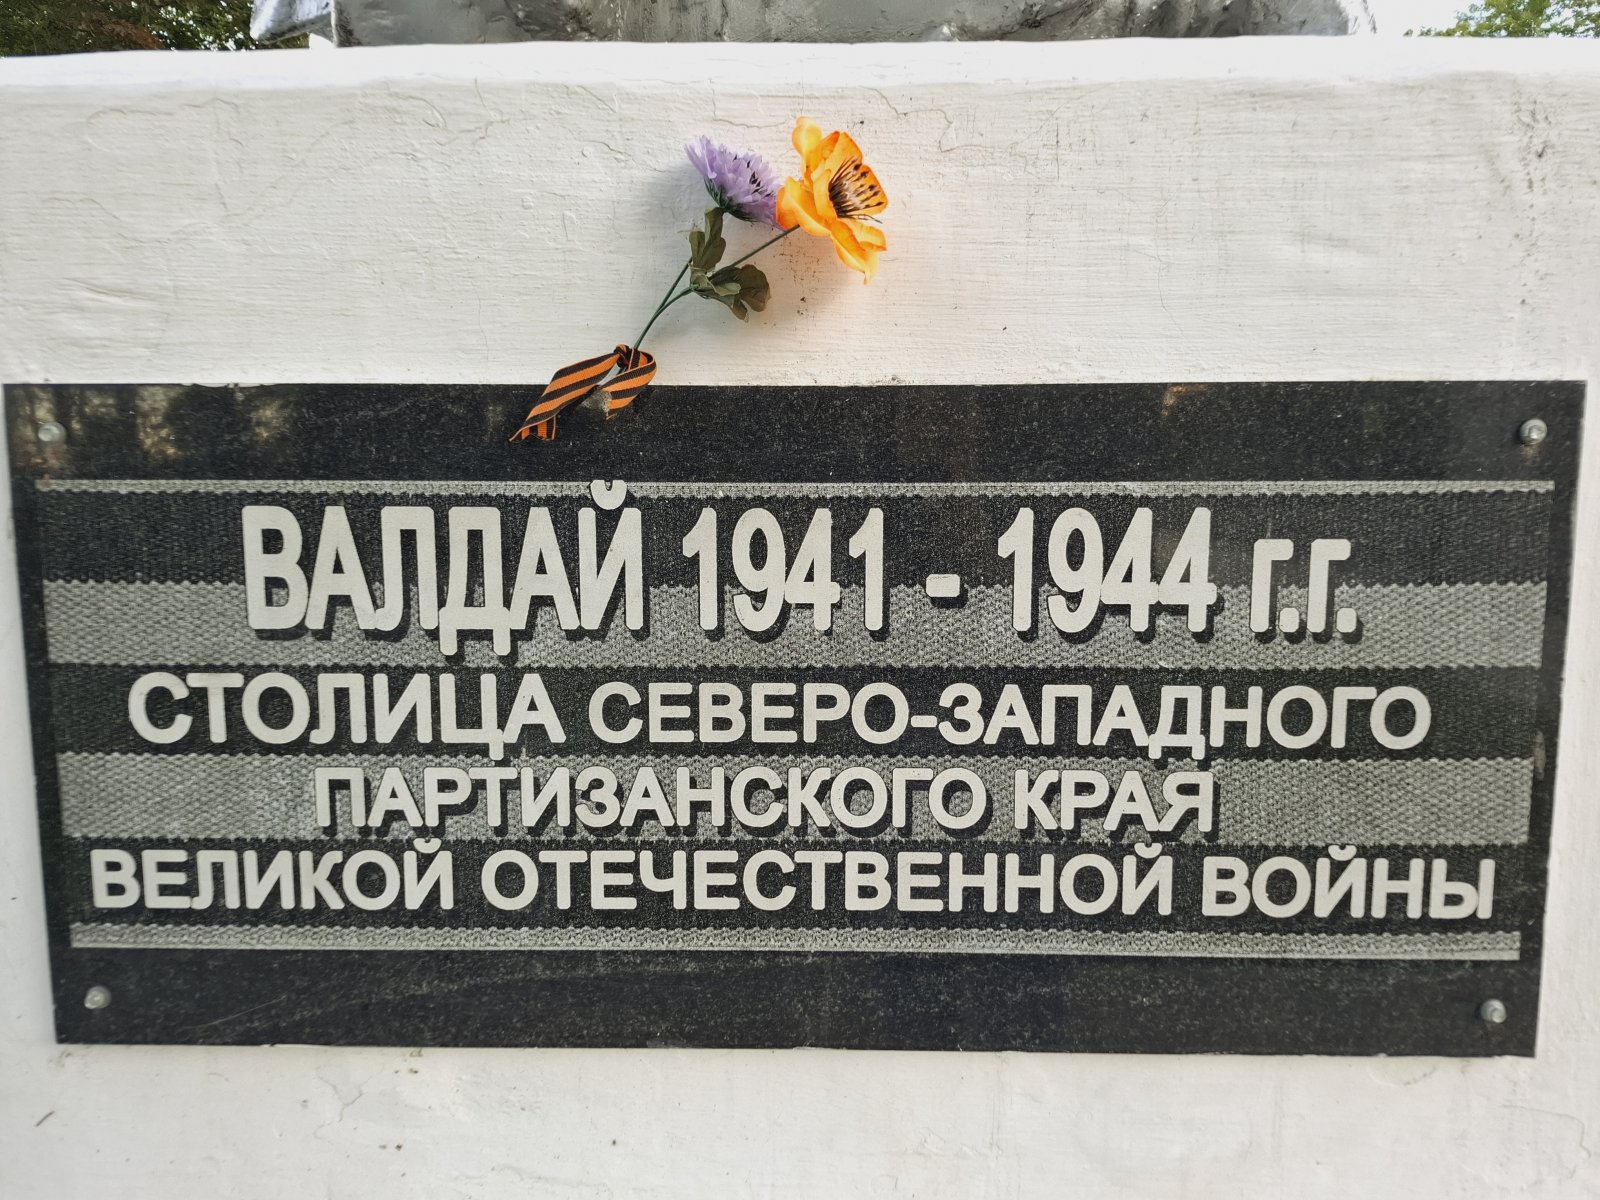 ВАЛДАЙ 1941 - 1944 г.г.
СТОЛИЦА СЕВЕРО-ЗАПАДНОГО
ПАРТИЗАНСКОГО КРАЯ
ВЕЛИКОЙ ОТЕЧЕСТВЕННОЙ ВОЙНЫ